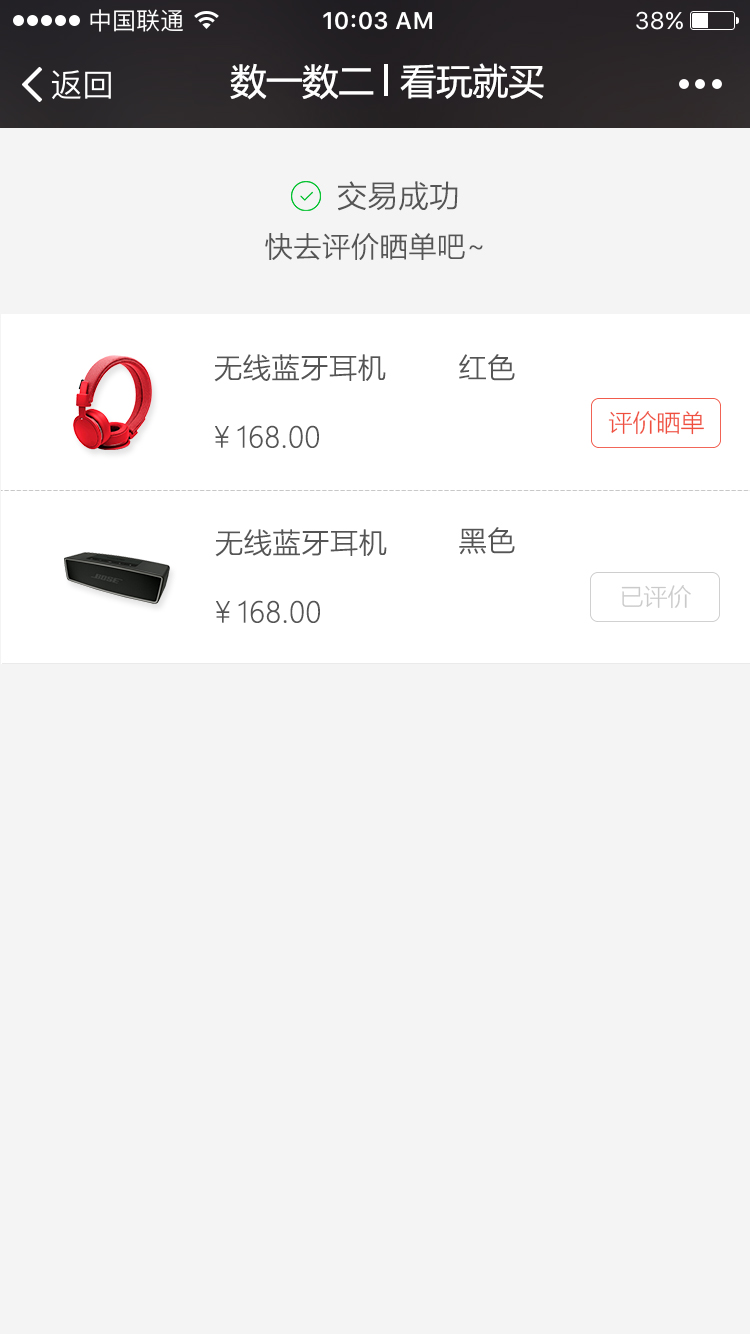 中国联通 10:03 AM 38%
返回 数一数二 | 看玩就买
交易成功
快去评价晒单吧~
无线蓝牙耳机 红色
¥168.00
评价晒单
无线蓝牙耳机 黑色
¥168.00
已评价